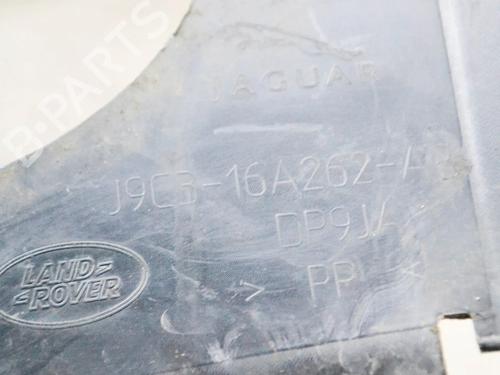 B-PARTS
JAGUAR
J9C3-16A262-A
DP9JA
LAND
ROVER
> PP